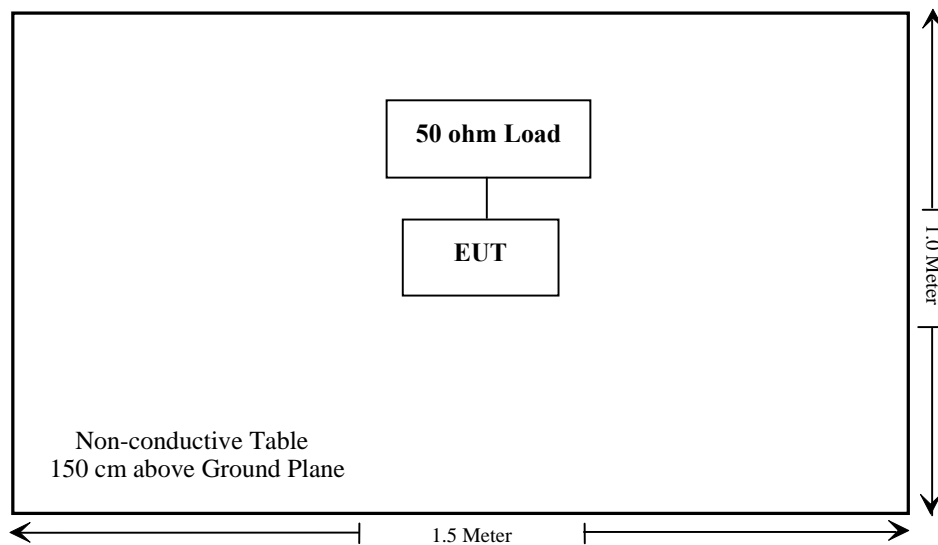 50 ohm Load
EUT
1.0 Meter
Non-conductive Table
150 cm above Ground Plane
1.5 Meter